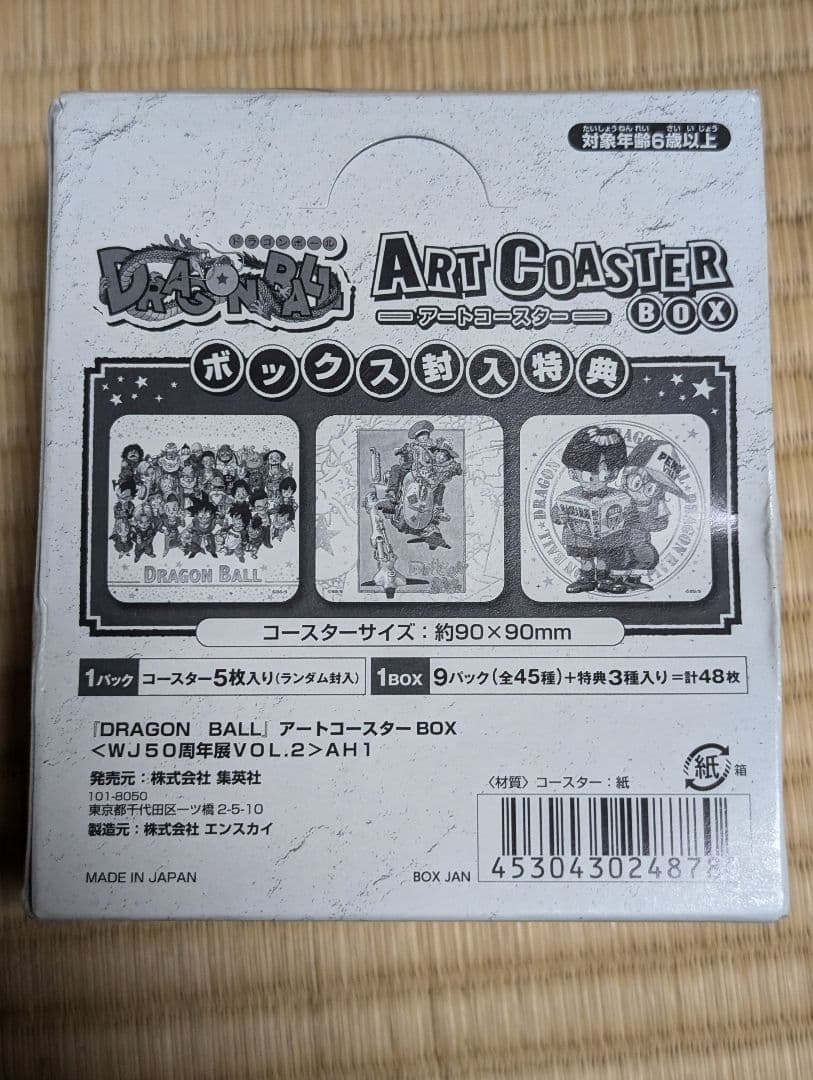 たいしょうねんれい さいいじょう
対象年齢6歳以上
ドラゴンボール
DRAGON BALL
ART COASTER
アートコースター
BOX
ボックス封入特典
DRAGON BALL
コースターサイズ：約90×90mm
1パック コースター5枚入り(ランダム封入) 1BOX 9パック(全45種)+特典3種入り=計48枚
『DRAGON BALL』アートコースターBOX
<WJ50周年展VOL.2>AH1
発売元：株式会社 集英社
101-8050
東京都千代田区一ツ橋2-5-10
製造元：株式会社 エンスカイ
MADE IN JAPAN
〈材質〉コースター：紙
紙 箱
BOX JAN
453043024878